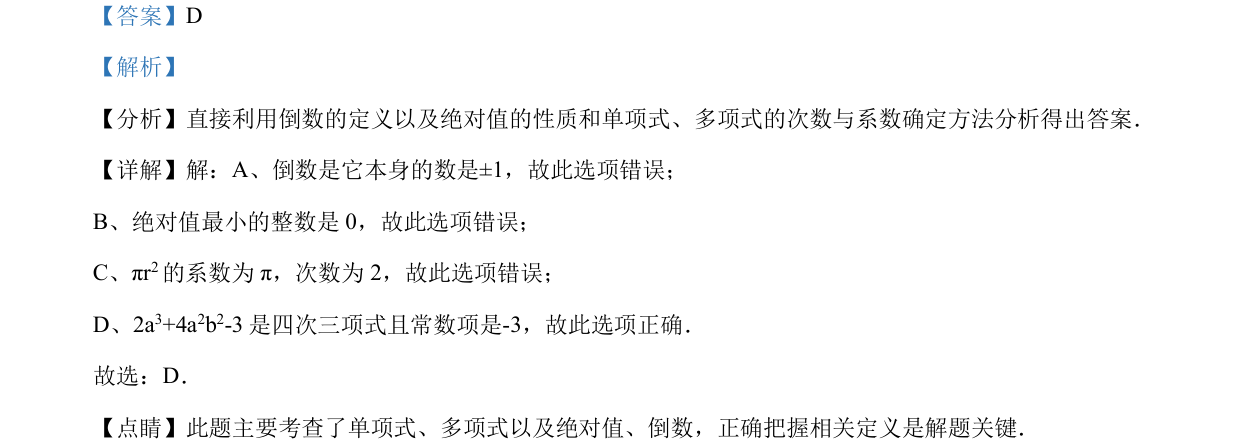 【答案】D
【解析】
【分析】直接利用倒数的定义以及绝对值的性质和单项式、多项式的次数与系数确定方法分析得出答案．
【详解】解：A、倒数是它本身的数是±1，故此选项错误；
B、绝对值最小的整数是 0，故此选项错误；
C、πr²的系数为 π，次数为 2，故此选项错误；
D、2a³+4a²b²-3 是四次三项式且常数项是-3，故此选项正确．
故选：D．
【点睛】此题主要考查了单项式、多项式以及绝对值、倒数，正确把握相关定义是解题关键．